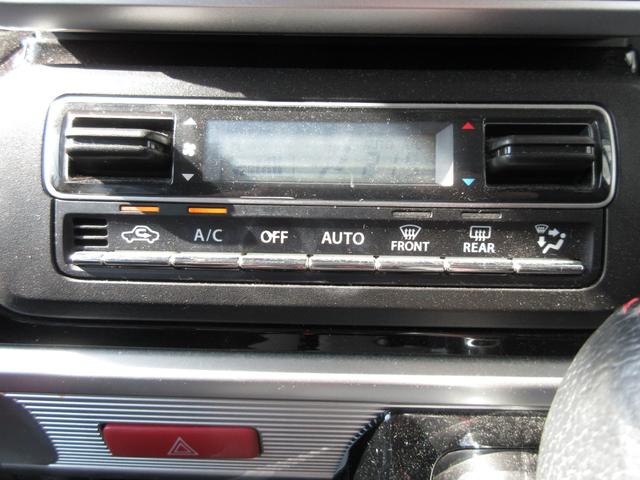 A/C OFF AUTO FRONT REAR